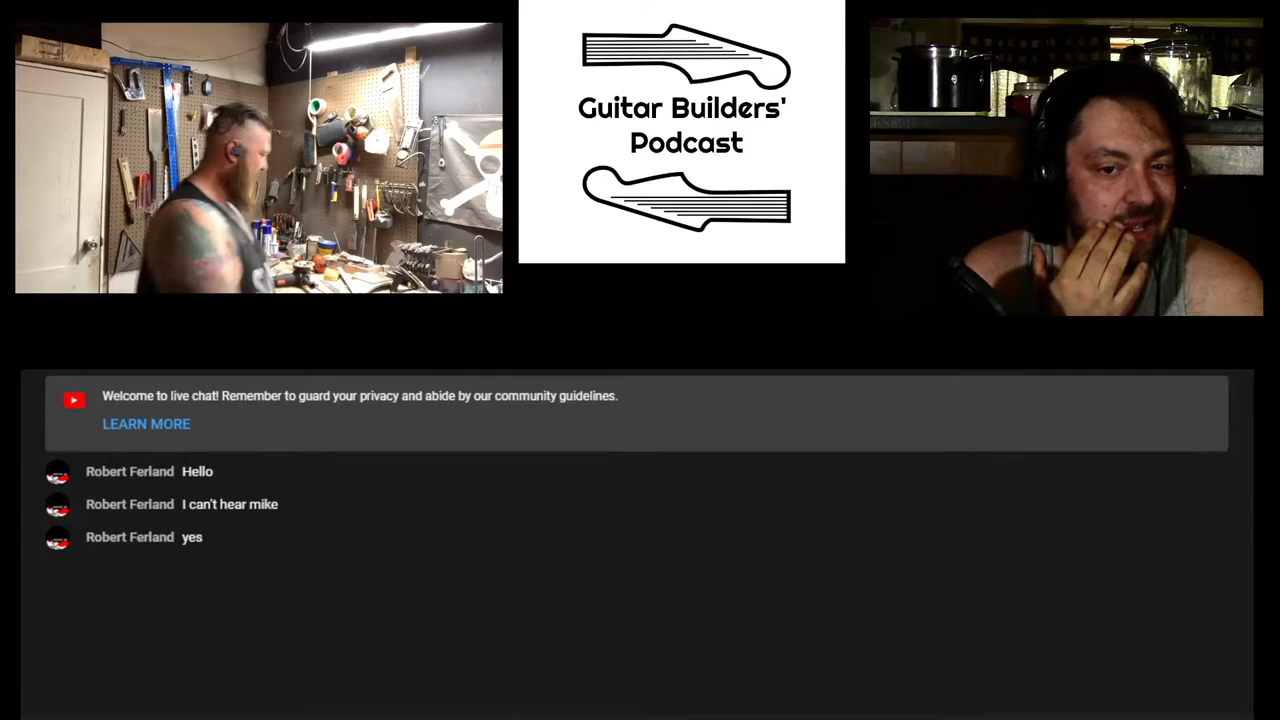 Guitar Builders'
Podcast
Welcome to live chat! Remember to guard your privacy and abide by our community guidelines.
LEARN MORE
Robert Ferland Hello
Robert Ferland I can't hear mike
Robert Ferland yes